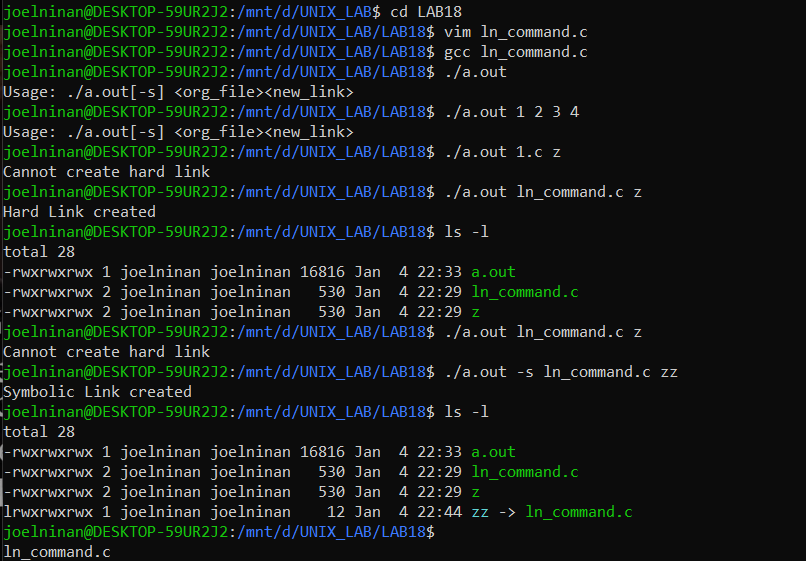 joelninan@DESKTOP-59UR2J2:/mnt/d/UNIX_LAB$ cd LAB18
joelninan@DESKTOP-59UR2J2:/mnt/d/UNIX_LAB/LAB18$ vim ln_command.c
joelninan@DESKTOP-59UR2J2:/mnt/d/UNIX_LAB/LAB18$ gcc ln_command.c
joelninan@DESKTOP-59UR2J2:/mnt/d/UNIX_LAB/LAB18$ ./a.out
Usage: ./a.out[-s] <org_file><new_link>
joelninan@DESKTOP-59UR2J2:/mnt/d/UNIX_LAB/LAB18$ ./a.out 1 2 3 4
Usage: ./a.out[-s] <org_file><new_link>
joelninan@DESKTOP-59UR2J2:/mnt/d/UNIX_LAB/LAB18$ ./a.out 1.c z
Cannot create hard link
joelninan@DESKTOP-59UR2J2:/mnt/d/UNIX_LAB/LAB18$ ./a.out ln_command.c z
Hard Link created
joelninan@DESKTOP-59UR2J2:/mnt/d/UNIX_LAB/LAB18$ ls -l
total 28
-rwxrwxrwx 1 joelninan joelninan 16816 Jan  4 22:33 a.out
-rwxrwxrwx 2 joelninan joelninan   530 Jan  4 22:29 ln_command.c
-rwxrwxrwx 2 joelninan joelninan   530 Jan  4 22:29 z
joelninan@DESKTOP-59UR2J2:/mnt/d/UNIX_LAB/LAB18$ ./a.out ln_command.c z
Cannot create hard link
joelninan@DESKTOP-59UR2J2:/mnt/d/UNIX_LAB/LAB18$ ./a.out -s ln_command.c zz
Symbolic Link created
joelninan@DESKTOP-59UR2J2:/mnt/d/UNIX_LAB/LAB18$ ls -l
total 28
-rwxrwxrwx 1 joelninan joelninan 16816 Jan  4 22:33 a.out
-rwxrwxrwx 2 joelninan joelninan   530 Jan  4 22:29 ln_command.c
-rwxrwxrwx 2 joelninan joelninan   530 Jan  4 22:29 z
lrwxrwxrwx 1 joelninan joelninan    12 Jan  4 22:44 zz -> ln_command.c
joelninan@DESKTOP-59UR2J2:/mnt/d/UNIX_LAB/LAB18$
ln_command.c